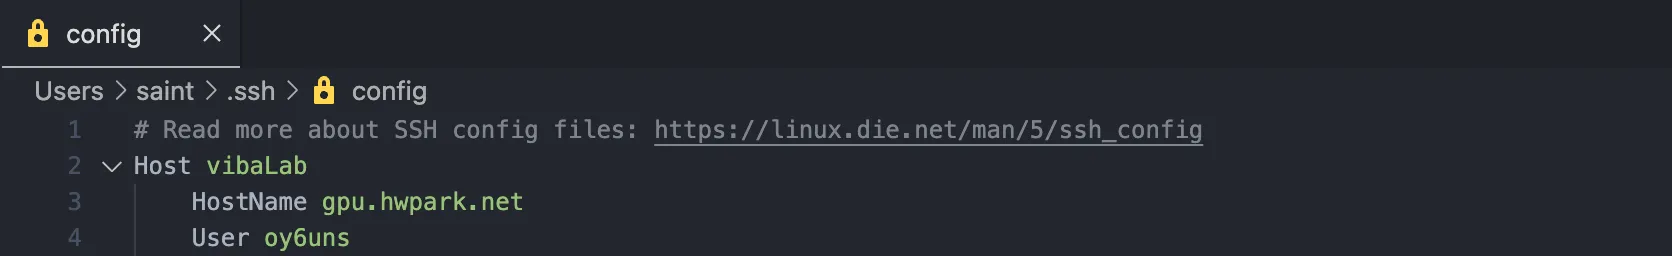 config
Users > saint > .ssh > config
1 # Read more about SSH config files: https://linux.die.net/man/5/ssh_config
2 Host vibaLab
3 HostName gpu.hwpark.net
4 User oy6uns